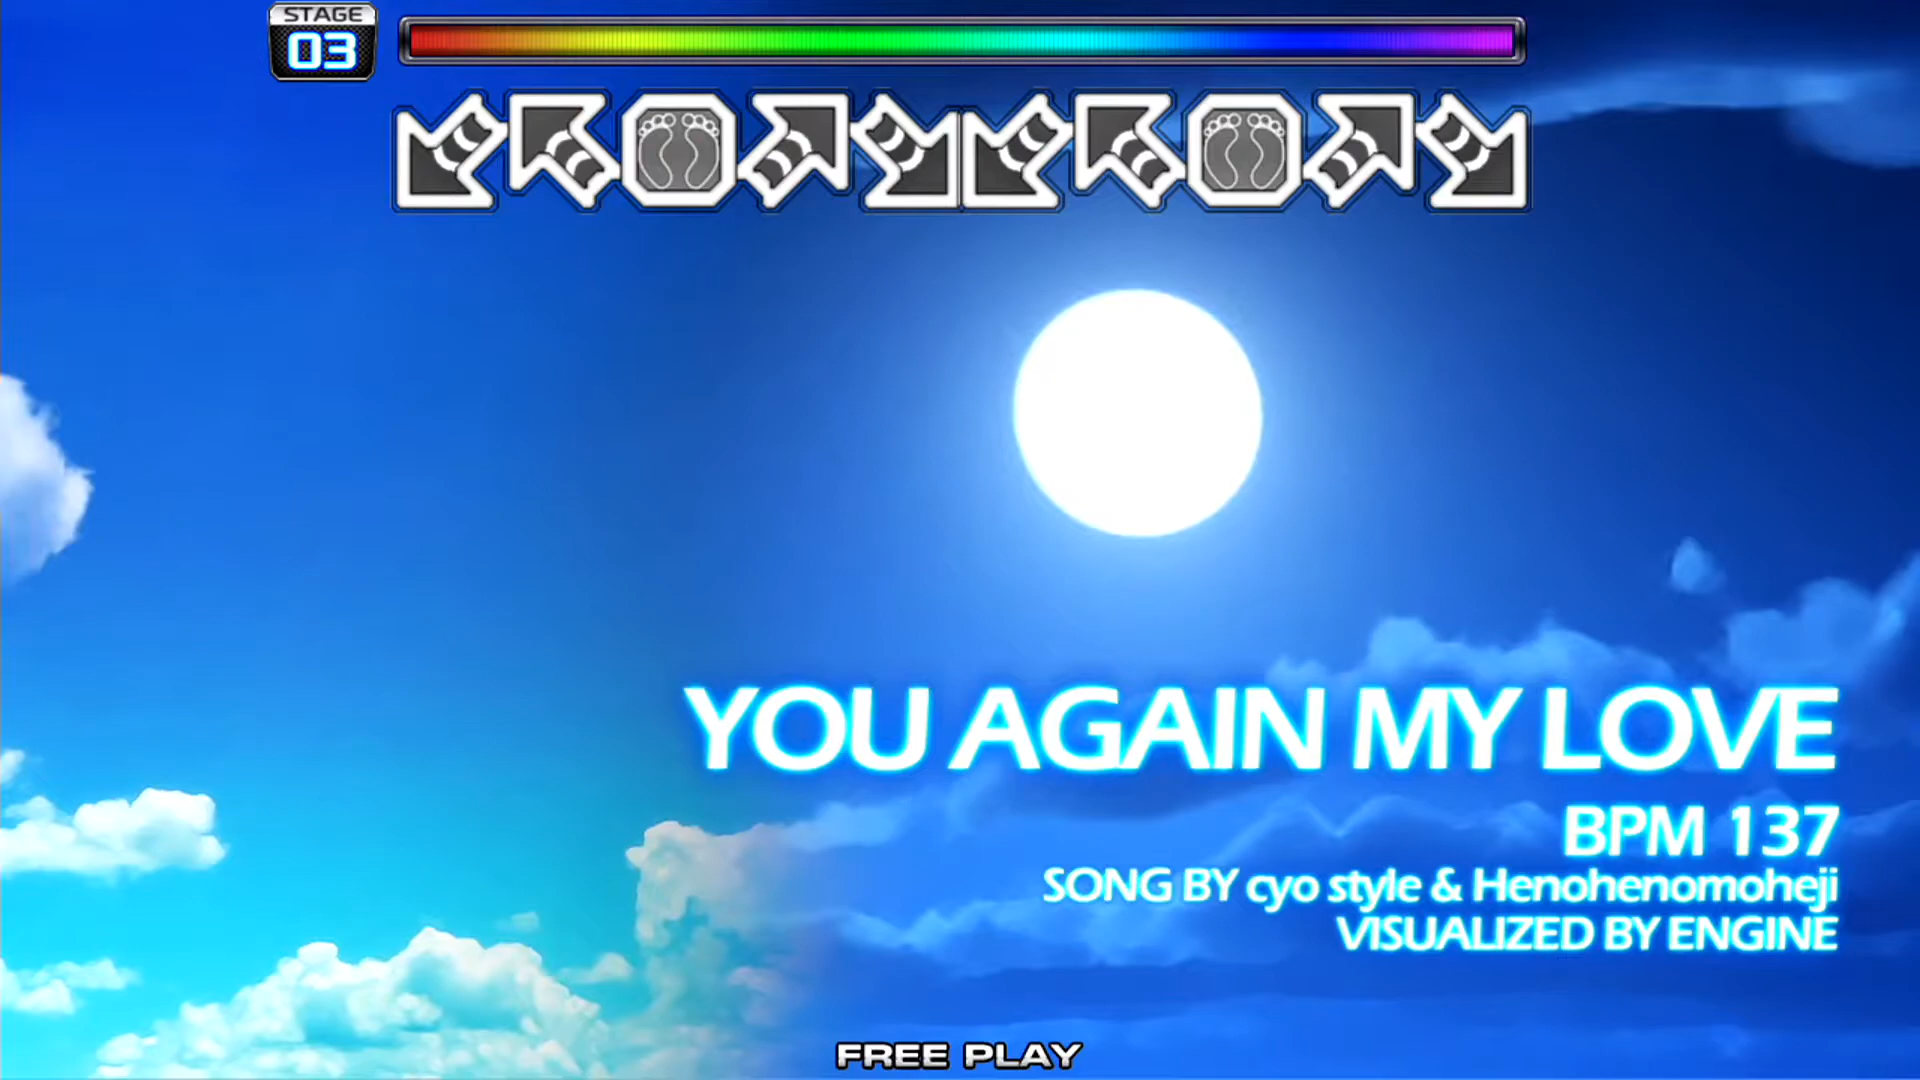 STAGE
03
YOU AGAIN MY LOVE
BPM 137
SONG BY cyo style & Henohenomoheji
VISUALIZED BY ENGINE
FREE PLAY